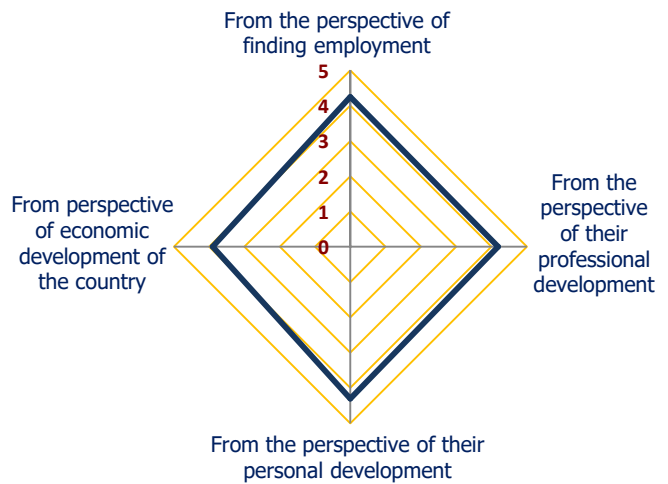 From the perspective of
finding employment
5
4
3
2
1
0
From perspective
of economic
development of
the country
From the
perspective
of their
professional
development
From the perspective of their
personal development